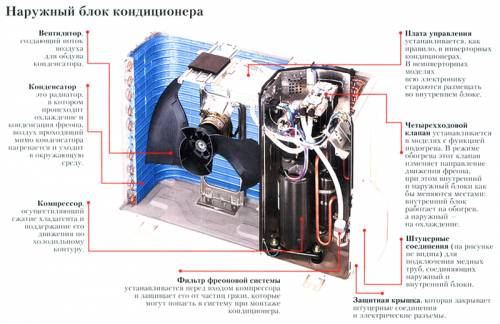 Наружный блок кондиционера
Вентилятор,
создающий поток
воздуха
для обдува
конденсатора.
Конденсатор –
это радиатор,
в котором
происходит
охлаждение и
конденсация фреона,
воздух проходящий
мимо конденсатора
нагревается и уходит
в окружающую
среду.
Компрессор,
осуществляющий
сжатие хладагента и
поддержание его
движения по
холодильному
контуру.
Фильтр фреоновой системы
устанавливается перед входом компрессора
и защищает его от частиц грязи, которые
могут попасть в систему при монтаже
кондиционера.
Плата управления
устанавливается, как
правило, в инверторных
кондиционерах.
В неинверторных
моделях
всю электронику
стараются размещать
во внутреннем блоке.
Четырехходовой
клапан устанавливается
в моделях с функцией
подогрева. В режиме
обогрева этот клапан
изменяет направление
движения фреона,
при этом внутренний
и наружный блоки как
бы меняются местами:
внутренний блок
работает на обогрев,
а наружный –
на охлаждение.
Штуцерные
соединения (на рисунке
не видны) для
подключения медных
труб, соединяющих
наружный и
внутренний блоки.
Защитная крышка, которая закрывает
штуцерные соединения
и электрические разъемы.